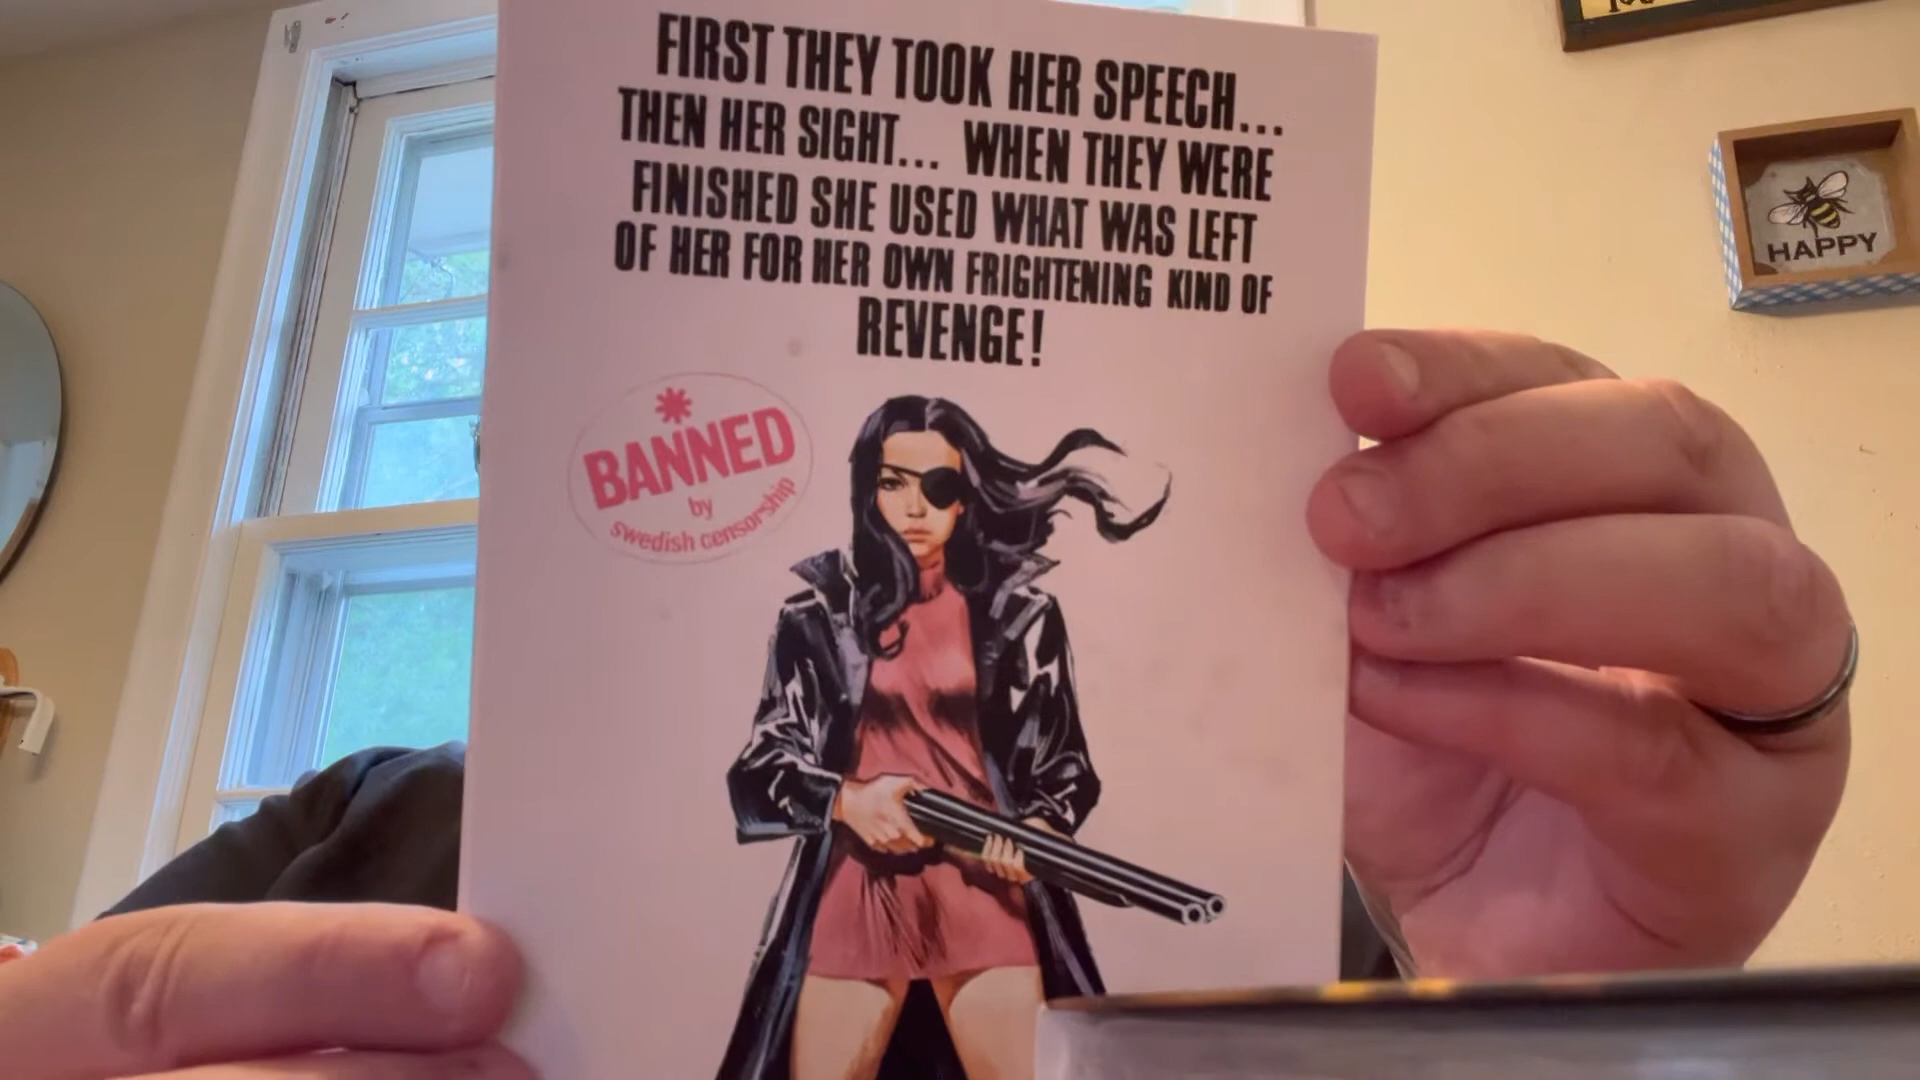 FIRST THEY TOOK HER SPEECH...
THEN HER SIGHT... WHEN THEY WERE
FINISHED SHE USED WHAT WAS LEFT
OF HER FOR HER OWN FRIGHTENING KIND OF
REVENGE!
BANNED
by
swedish censorship
HAPPY